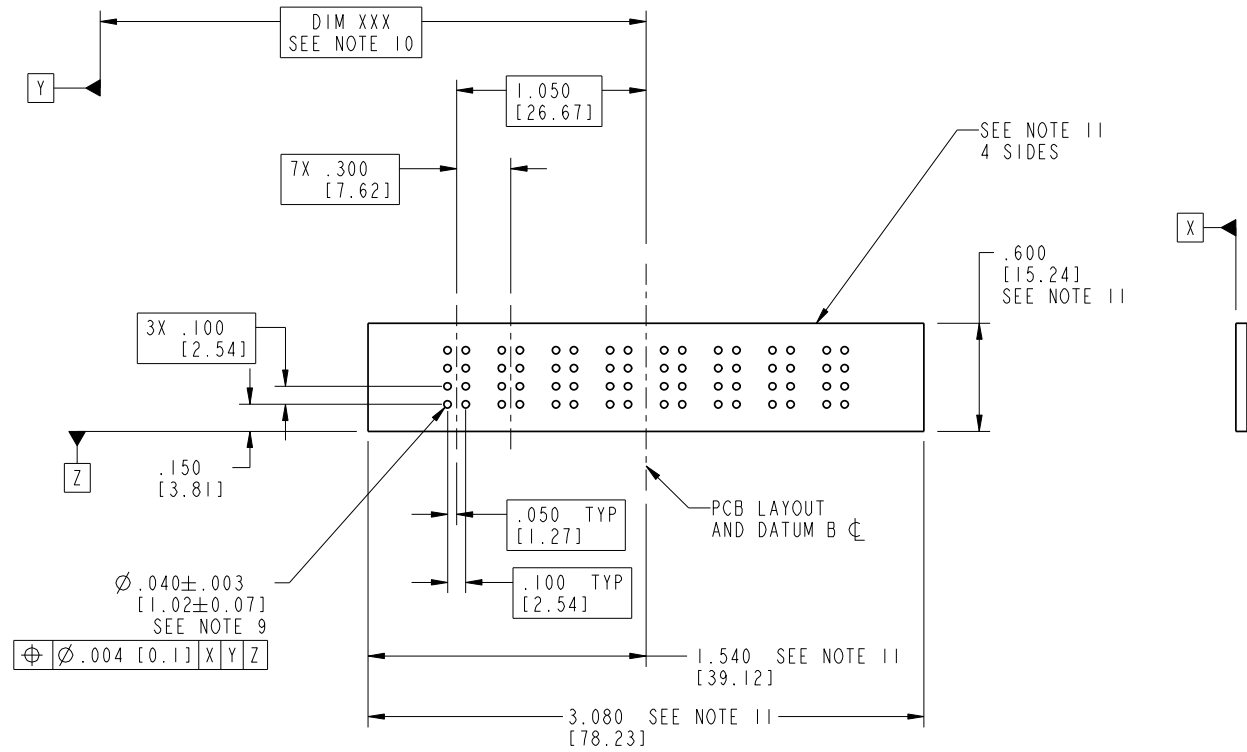 DIM XXX
SEE NOTE 10
Y
1.050
[26.67]
SEE NOTE 11
4 SIDES
7X .300
[7.62]
X
.600
[15.24]
SEE NOTE 11
3X .100
[2.54]
Z
.150
[3.81]
PCB LAYOUT
AND DATUM B ℄
.050 TYP
[1.27]
.100 TYP
[2.54]
Ø.040±.003
[1.02±0.07]
SEE NOTE 9
⌖ Ø.004 [0.1] X Y Z
1.540 SEE NOTE 11
[39.12]
3.080 SEE NOTE 11
[78.23]